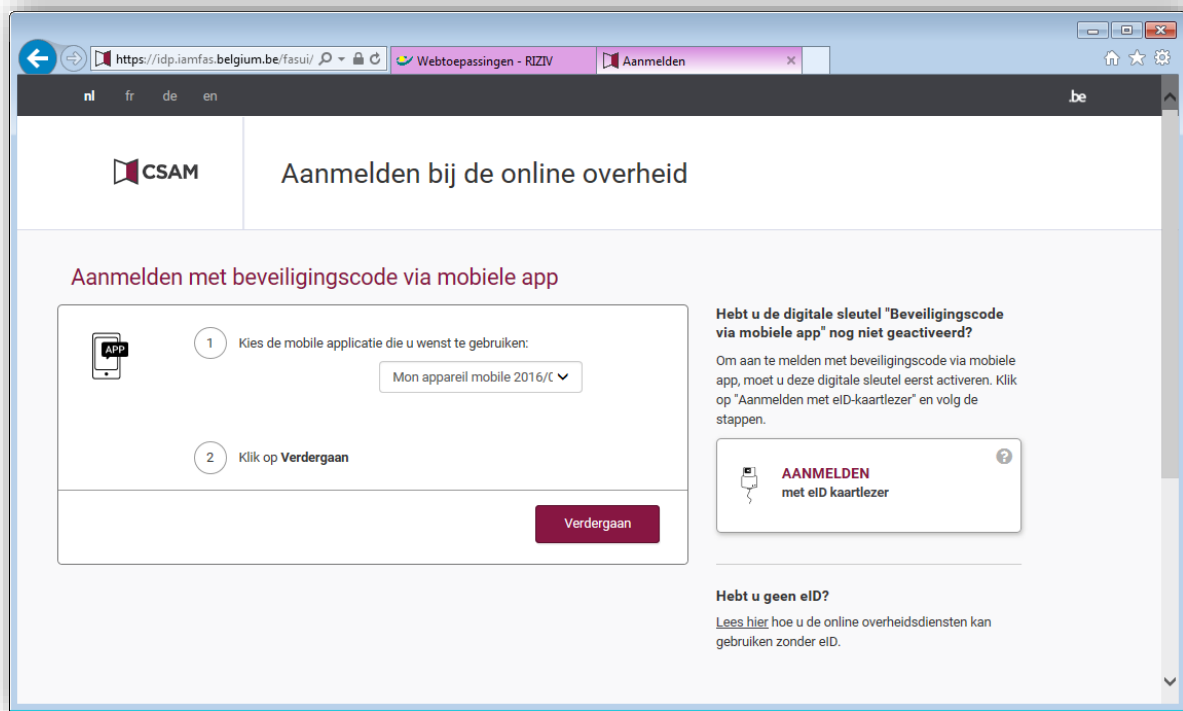 https://idp.iamfas.belgium.be/fasui/
Webtoepassingen - RIZIV
Aanmelden
nl fr de en
.be
CSAM
Aanmelden bij de online overheid
Aanmelden met beveiligingscode via mobiele app
APP
1 Kies de mobile applicatie die u wenst te gebruiken:
Mon appareil mobile 2016/0
2 Klik op Verdergaan
Verdergaan
Hebt u de digitale sleutel "Beveiligingscode
via mobiele app" nog niet geactiveerd?
Om aan te melden met beveiligingscode via mobiele
app, moet u deze digitale sleutel eerst activeren. Klik
op "Aanmelden met eID-kaartlezer" en volg de
stappen.
?
AANMELDEN
met eID kaartlezer
Hebt u geen eID?
Lees hier hoe u de online overheidsdiensten kan
gebruiken zonder eID.